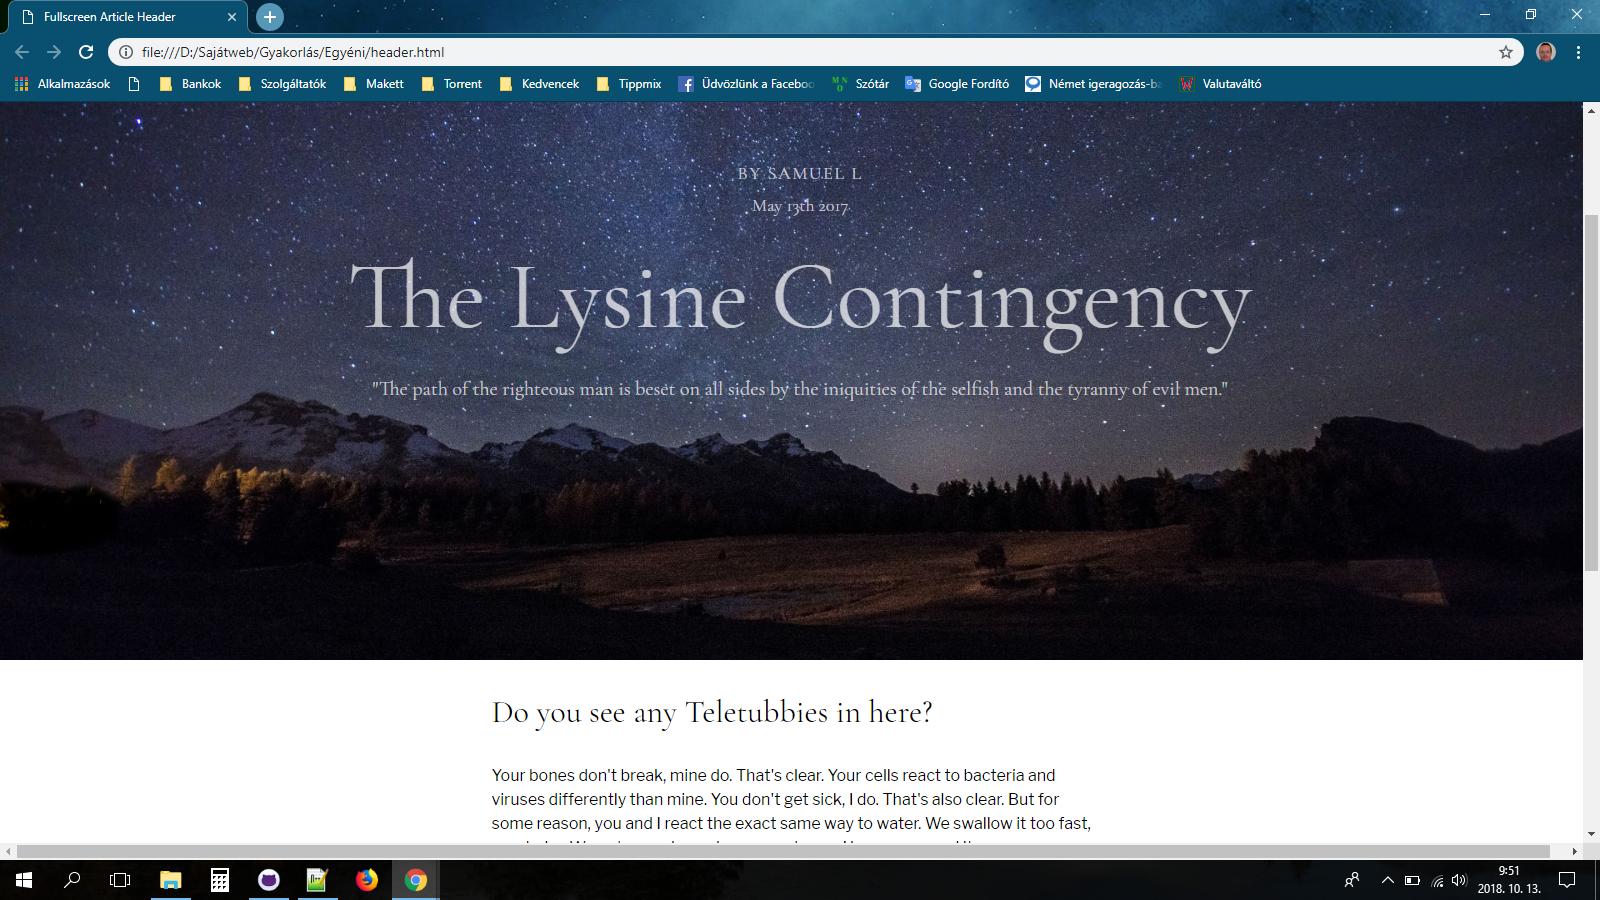 Fullscreen Article Header
file:///D:/Sajátweb/Gyakorlás/Egyéni/header.html
Alkalmazások Bankok Szolgáltatók Makett Torrent Kedvencek Tippmix Üdvözlünk a Faceboo Szótár Google Fordító Német igeragozás-ba Valutaváltó
BY SAMUEL L
May 13th 2017
The Lysine Contingency
"The path of the righteous man is beset on all sides by the iniquities of the selfish and the tyranny of evil men."
Do you see any Teletubbies in here?
Your bones don't break, mine do. That's clear. Your cells react to bacteria and
viruses differently than mine. You don't get sick, I do. That's also clear. But for
some reason, you and I react the exact same way to water. We swallow it too fast,
9:51
2018. 10. 13.